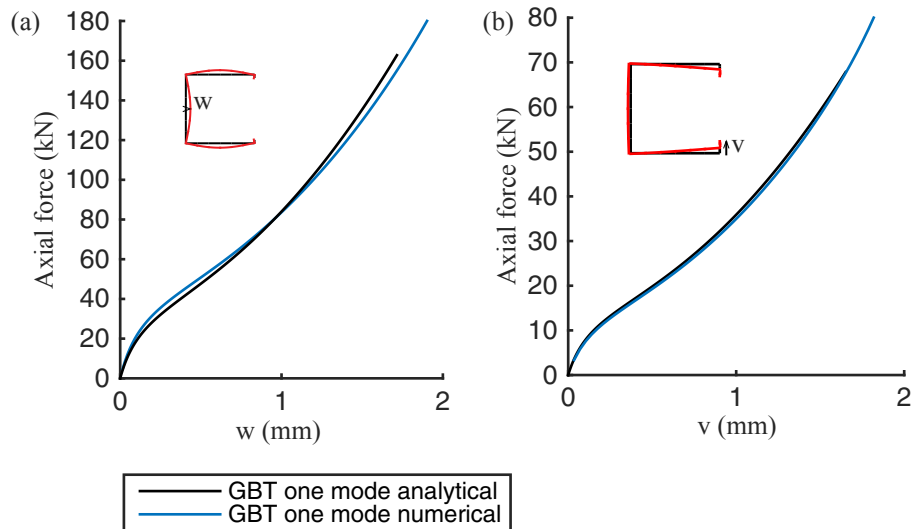 (a)
Axial force (kN)
180
160
140
120
100
80
60
40
20
0
0
1
2
w (mm)
w
(b)
Axial force (kN)
80
70
60
50
40
30
20
10
0
0
1
2
v (mm)
v
GBT one mode analytical
GBT one mode numerical